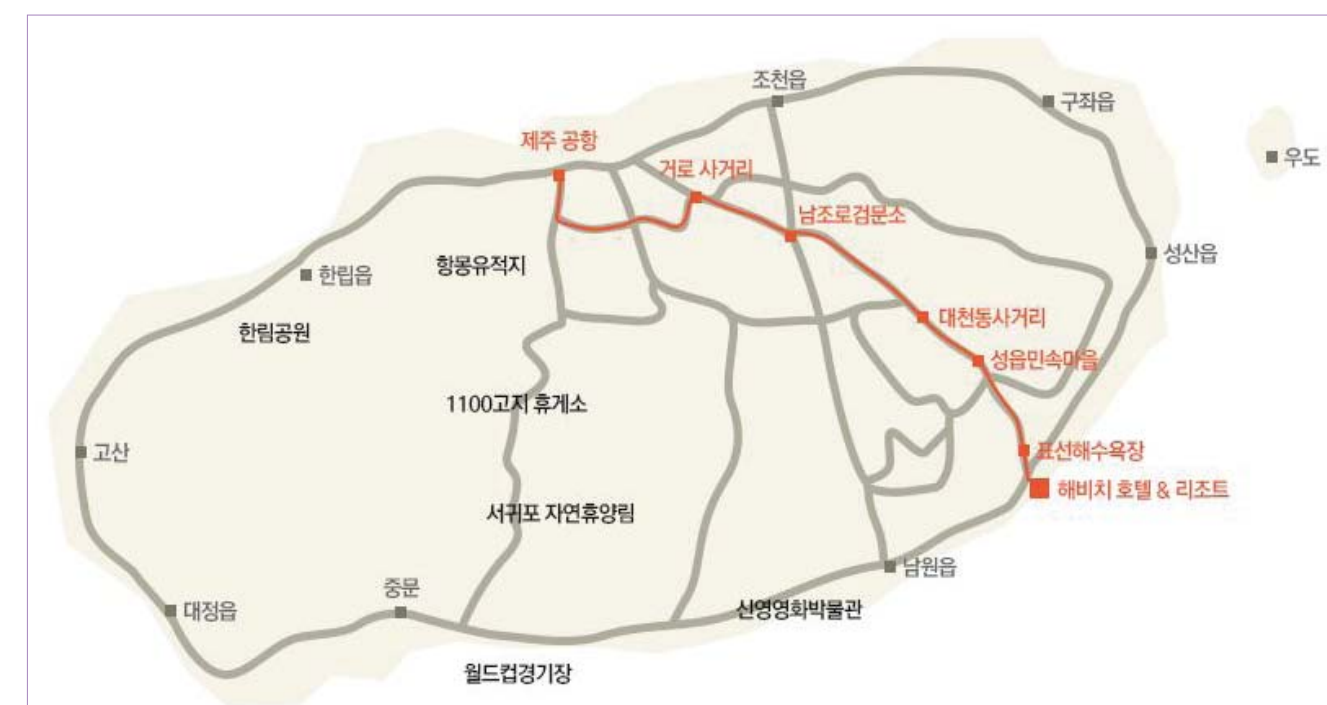 조천읍
구좌읍
제주 공항
우도
거로 사거리
남조로검문소
성산읍
항몽유적지
한립읍
대천동사거리
한림공원
성읍민속마을
1100고지 휴게소
고산
표선해수욕장
해비치 호텔 & 리조트
서귀포 자연휴양림
남원읍
중문
대정읍
신영영화박물관
월드컵경기장